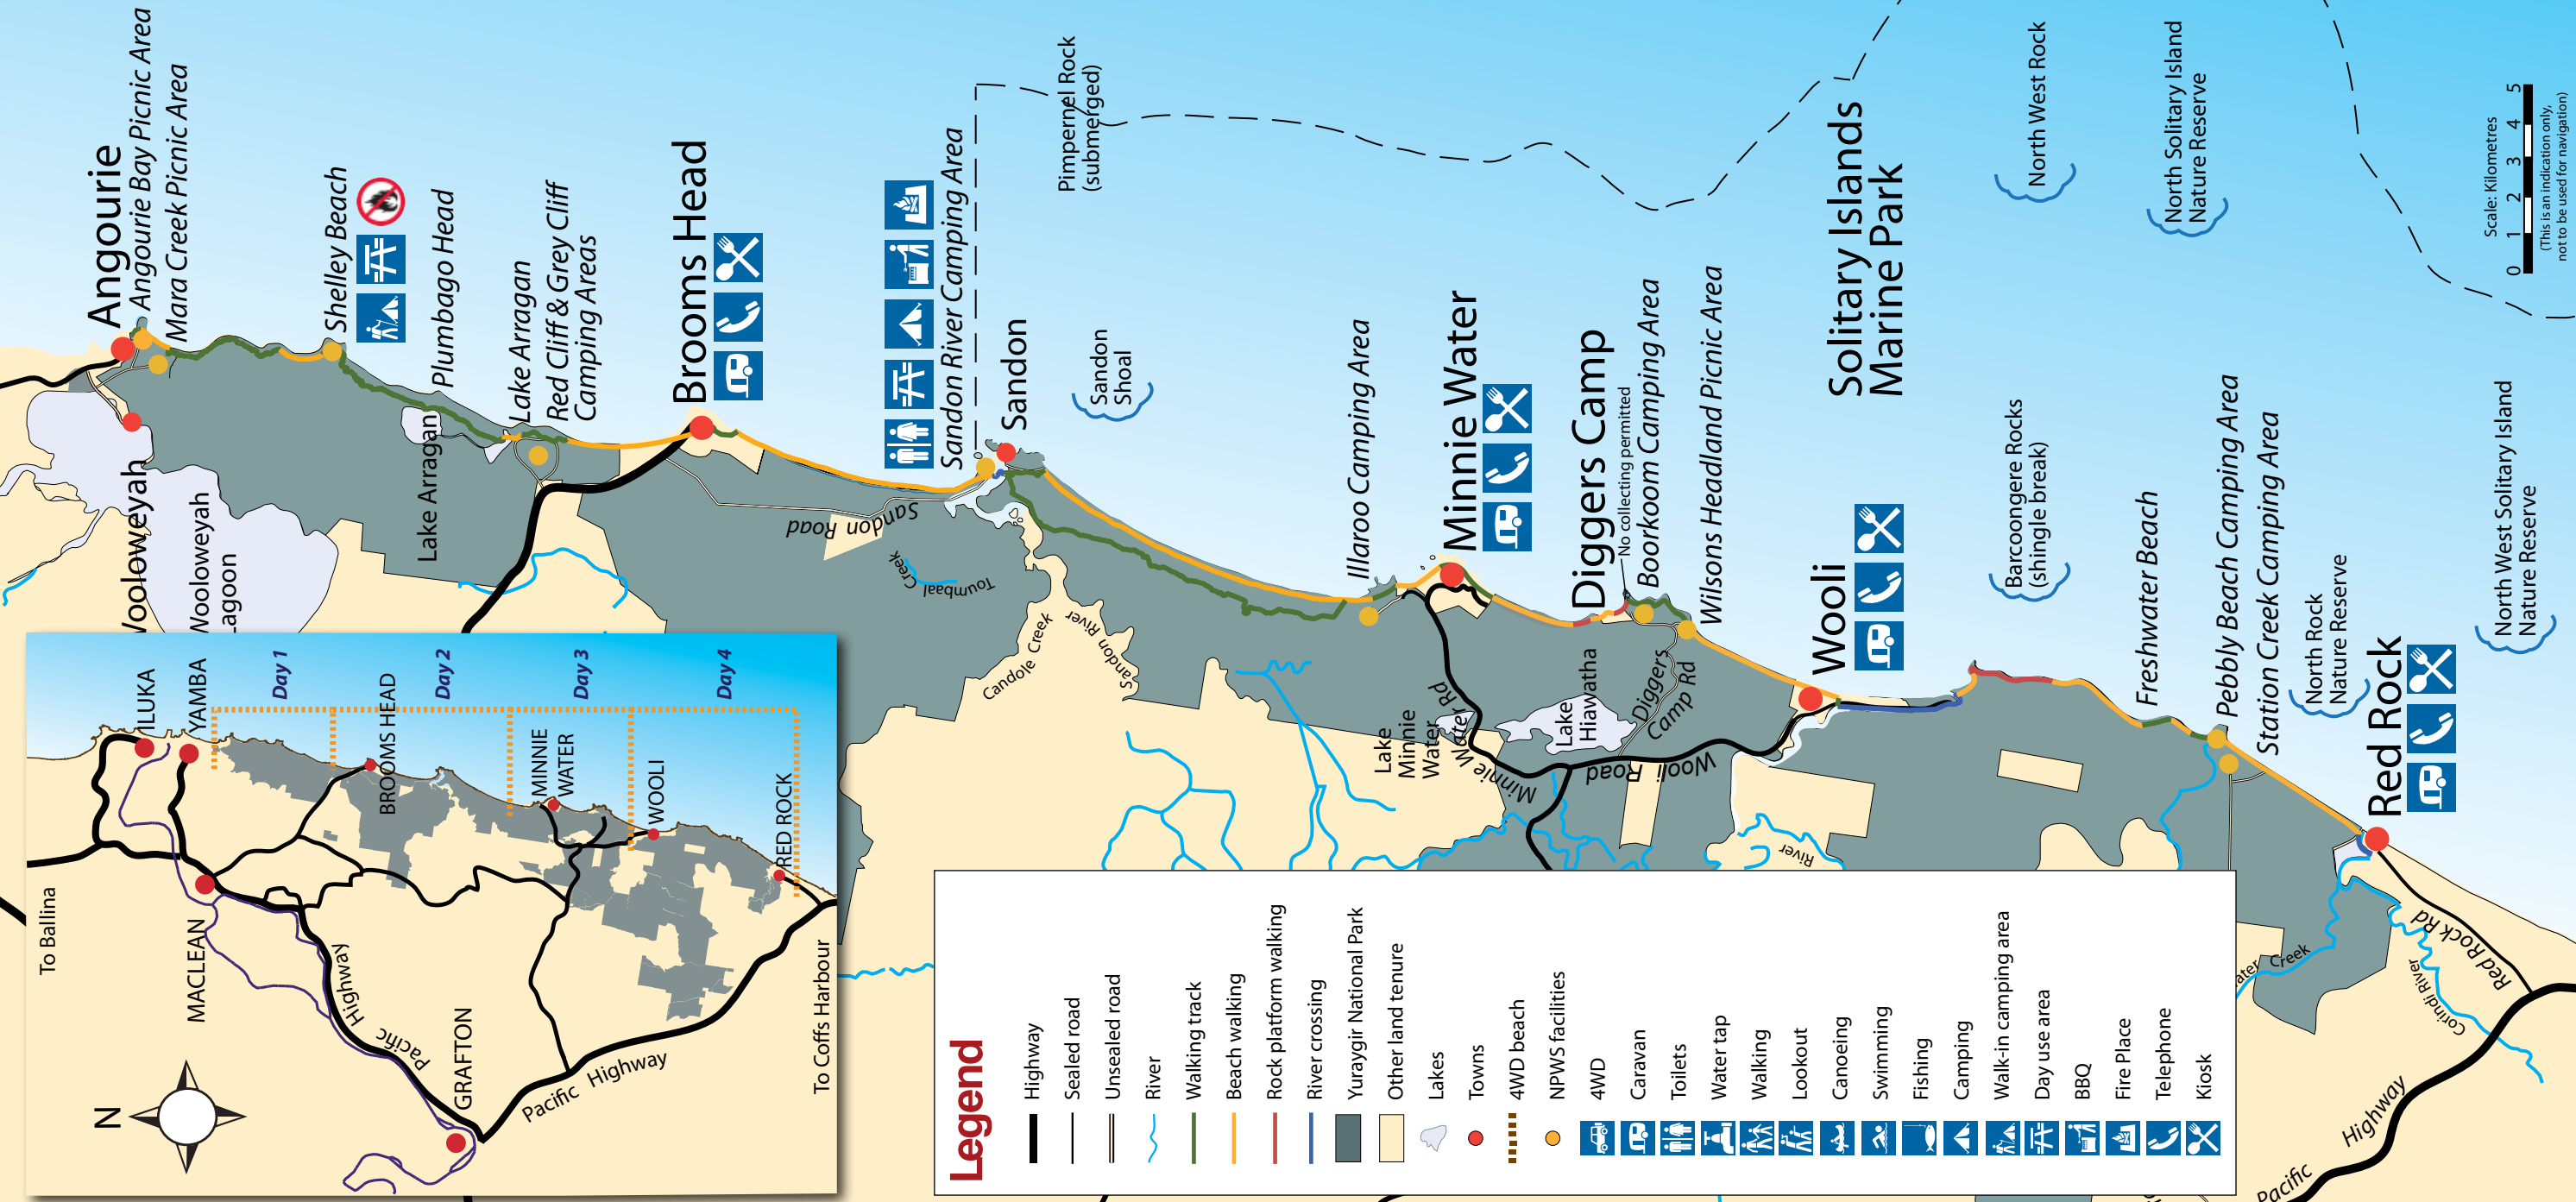 Angourie
Angourie Bay Picnic Area
Mara Creek Picnic Area
Shelley Beach
Plumbago Head
Lake Arragan
Red Cliff & Grey Cliff
Camping Areas
Brooms Head
Sandon River Camping Area
Sandon
Pimpernel Rock
(submerged)
Sandon
Shoal
Illaroo Camping Area
Minnie Water
Diggers Camp
No collecting permitted
Boorkoom Camping Area
Wilsons Headland Picnic Area
Wooli
Solitary Islands
Marine Park
North West Rock
North Solitary Island
Nature Reserve
Barcoongere Rocks
(shingle break)
Freshwater Beach
Pebbly Beach Camping Area
Station Creek Camping Area
North Rock
Nature Reserve
Red Rock
North West Solitary Island
Nature Reserve
Scale: Kilometres
0 1 2 3 4 5
(This is an indication only,
not to be used for navigation)
Wooloweyah
Wooloweyah
Lagoon
Lake Arragan
Sandon Road
Toumbaal
Creek
Candole Creek
Sandon River
Lake
Minnie
Water
Minnie Water Rd
Lake
Hiawatha
Diggers
Camp Rd
Wooli Road
River
Creek
Corindi River
Red Rock Rd
Pacific Highway
ILUKA
YAMBA
Day 1
Day 2
Day 3
Day 4
BROOMS HEAD
MINNIE
WATER
WOOLI
RED ROCK
To Ballina
MACLEAN
Pacific Highway
GRAFTON
Pacific Highway
To Coffs Harbour
N
Legend
Highway
Sealed road
Unsealed road
River
Walking track
Beach walking
Rock platform walking
River crossing
Yuraygir National Park
Other land tenure
Lakes
Towns
4WD beach
NPWS facilities
4WD
Caravan
Toilets
Water tap
Walking
Lookout
Canoeing
Swimming
Fishing
Camping
Walk-in camping area
Day use area
BBQ
Fire Place
Telephone
Kiosk